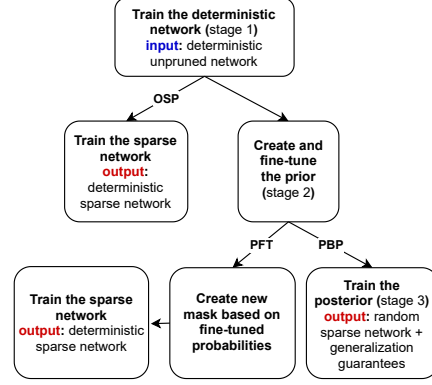 Train the deterministic
network (stage 1)
input: deterministic
unpruned network
OSP
Train the sparse
network
output:
deterministic
sparse network
Create and
fine-tune
the prior
(stage 2)
PFT
PBP
Train the sparse
network
output: deterministic
sparse network
Create new
mask based on
fine-tuned
probabilities
Train the
posterior (stage 3)
output: random
sparse network +
generalization
guarantees